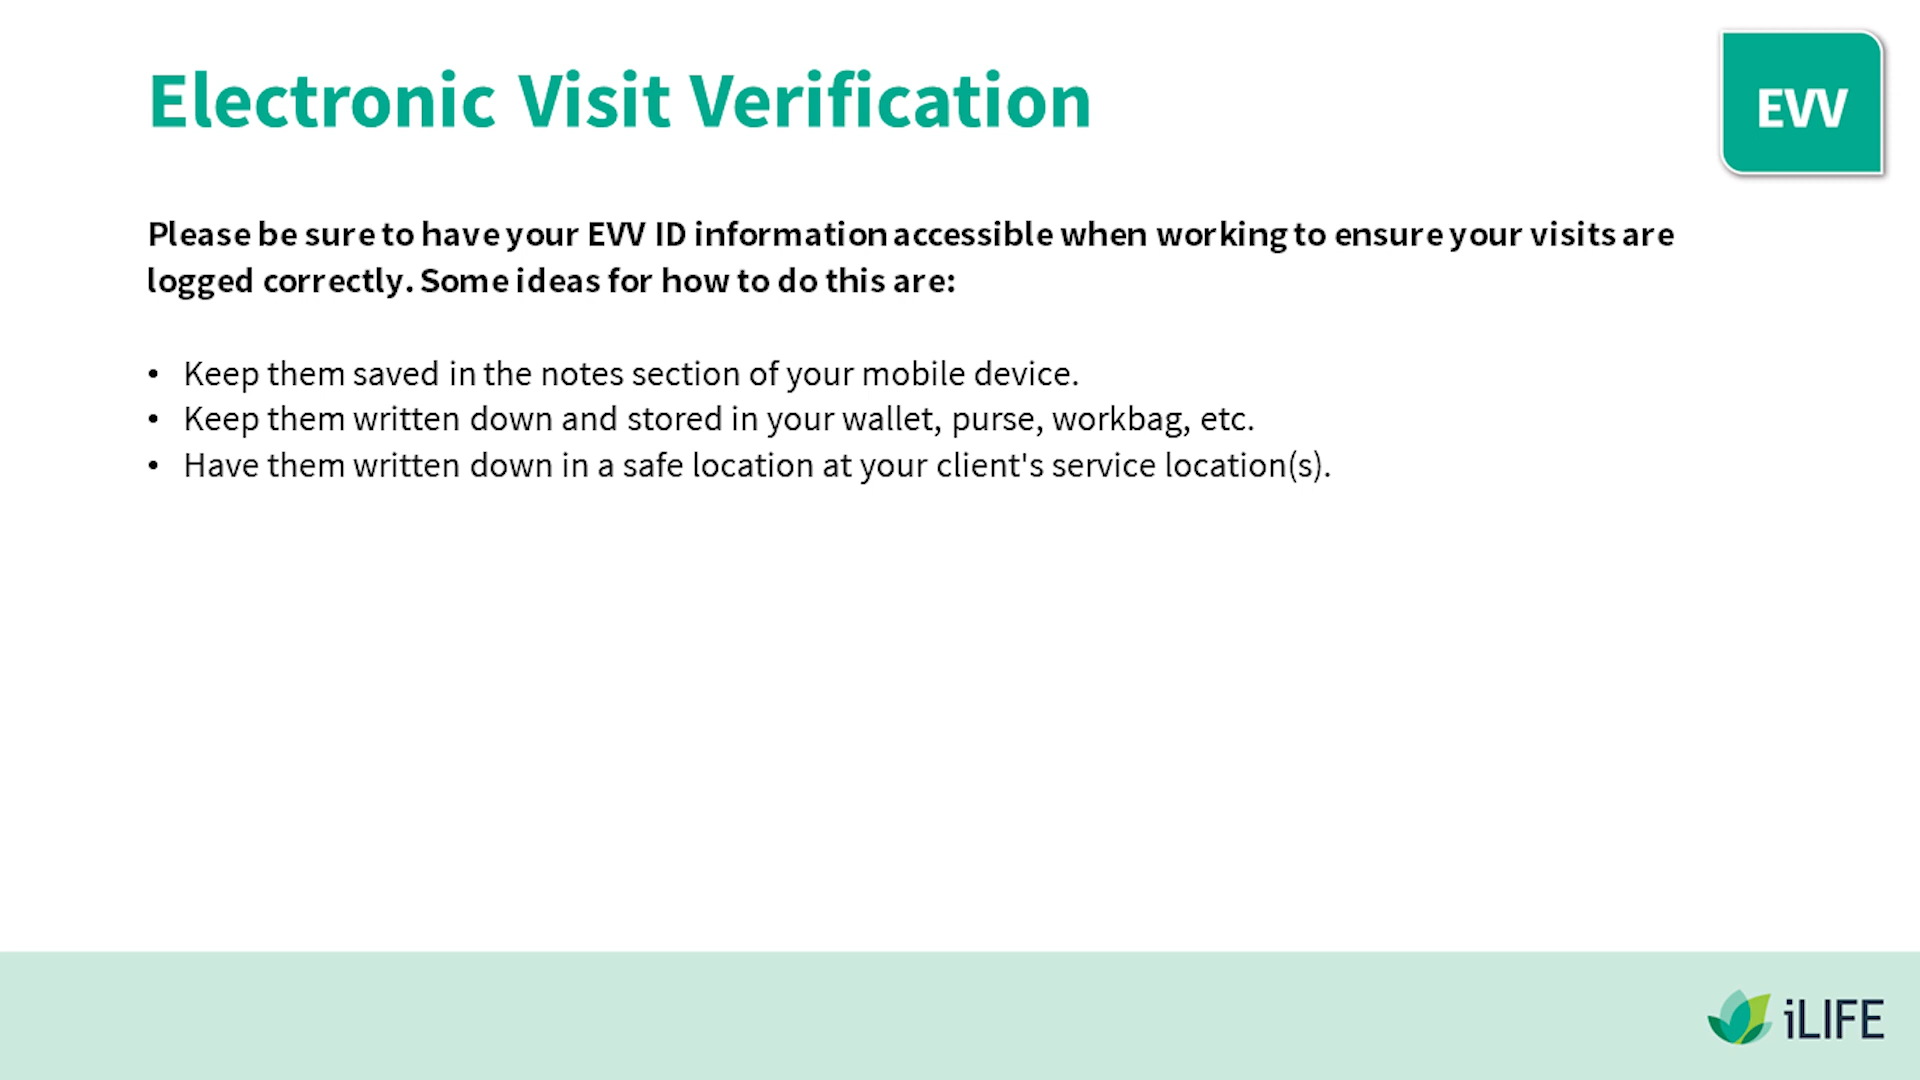 Electronic Visit Verification
EVV
Please be sure to have your EVV ID information accessible when working to ensure your visits are
logged correctly. Some ideas for how to do this are:
• Keep them saved in the notes section of your mobile device.
• Keep them written down and stored in your wallet, purse, workbag, etc.
• Have them written down in a safe location at your client's service location(s).
iLIFE